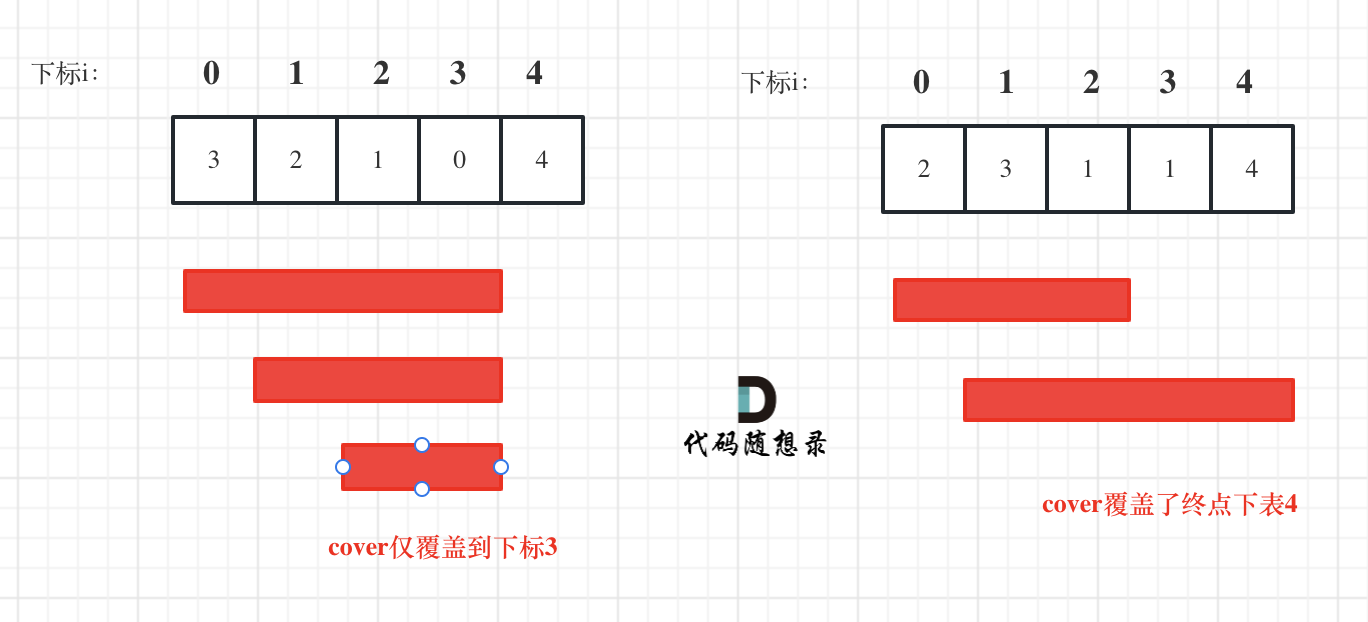 下标i：
0 1 2 3 4
3 2 1 0 4
cover仅覆盖到下标3
下标i：
0 1 2 3 4
2 3 1 1 4
cover覆盖了终点下表4
代码随想录